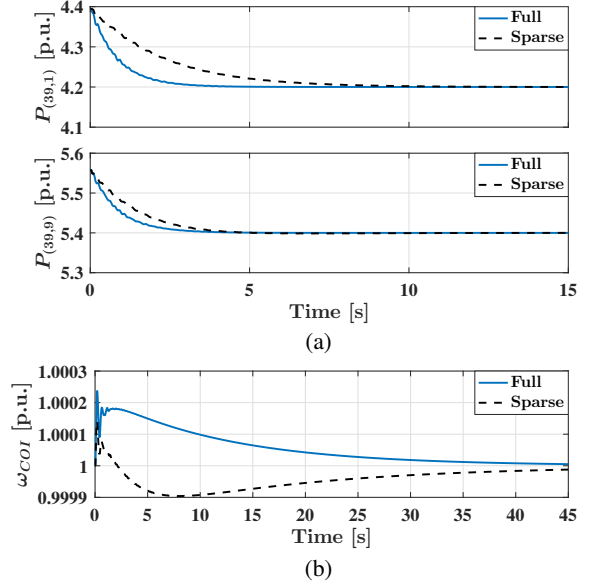 4.4
4.3
4.2
4.1
P(39,1) [p.u.]
Full
Sparse
5.6
5.5
5.4
5.3
P(39,9) [p.u.]
Full
Sparse
0 5 10 15
Time [s]
(a)
1.0003
1.0002
1.0001
1
0.9999
ωCOI [p.u.]
Full
Sparse
0 5 10 15 20 25 30 35 40 45
Time [s]
(b)